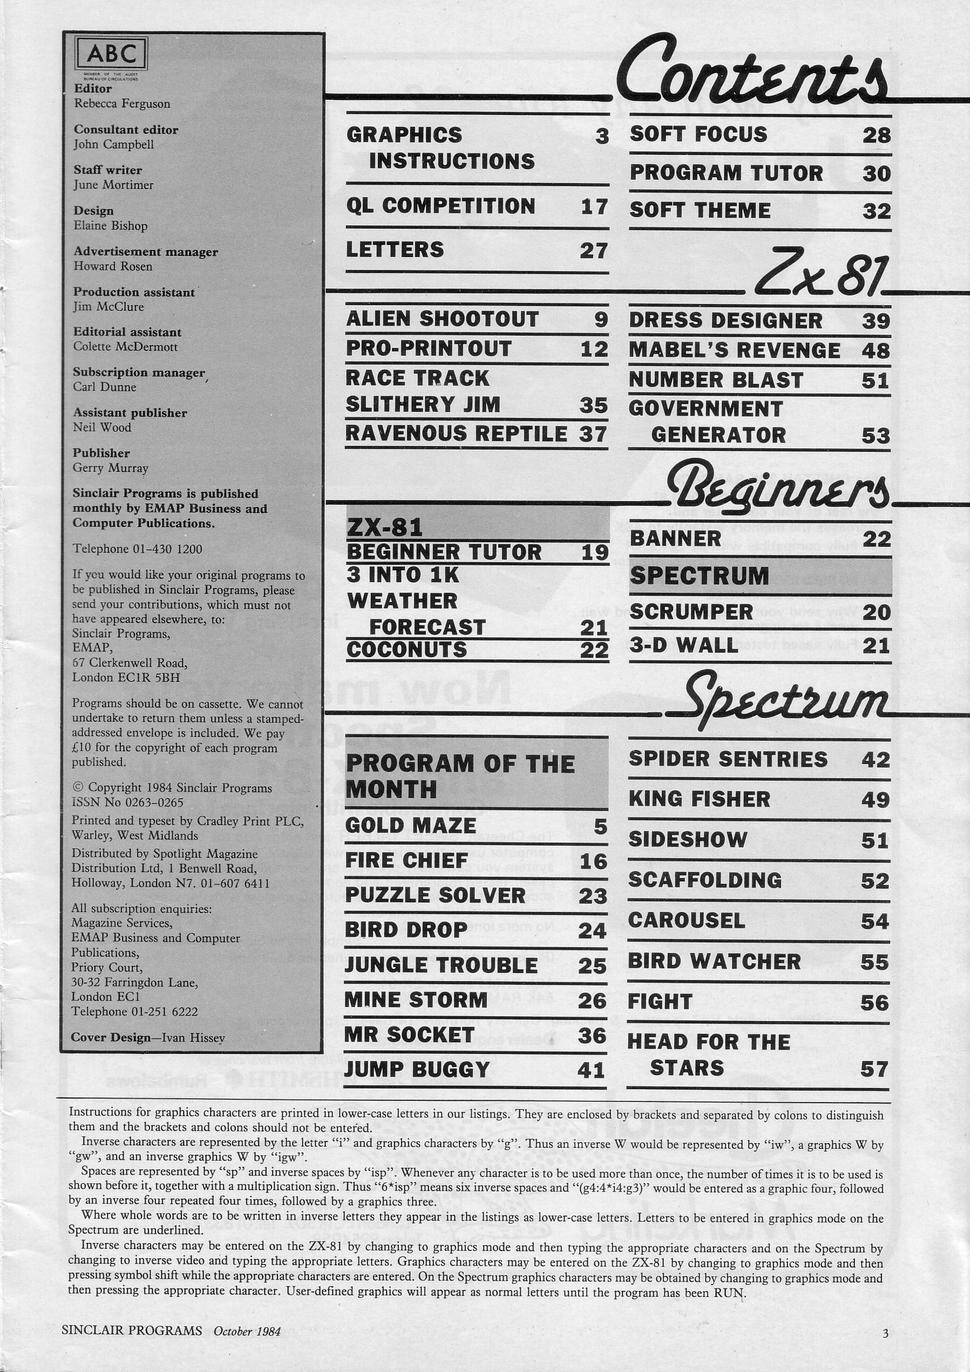 ABC
MEMBER OF THE AUDIT
BUREAU OF CIRCULATIONS
Editor
Rebecca Ferguson
Consultant editor
John Campbell
Staff writer
June Mortimer
Design
Elaine Bishop
Advertisement manager
Howard Rosen
Production assistant
Jim McClure
Editorial assistant
Colette McDermott
Subscription manager
Carl Dunne
Assistant publisher
Neil Wood
Publisher
Gerry Murray
Sinclair Programs is published
monthly by EMAP Business and
Computer Publications.
Telephone 01–430 1200
If you would like your original programs to
be published in Sinclair Programs, please
send your contributions, which must not
have appeared elsewhere, to:
Sinclair Programs,
EMAP,
67 Clerkenwell Road,
London EC1R 5BH
Programs should be on cassette. We cannot
undertake to return them unless a stamped-
addressed envelope is included. We pay
£10 for the copyright of each program
published.
© Copyright 1984 Sinclair Programs
ISSN No 0263–0265
Printed and typeset by Cradley Print PLC,
Warley, West Midlands
Distributed by Spotlight Magazine
Distribution Ltd, 1 Benwell Road,
Holloway, London N7. 01–607 6411
All subscription enquiries:
Magazine Services,
EMAP Business and Computer
Publications,
Priory Court,
30-32 Farringdon Lane,
London EC1
Telephone 01-251 6222
Cover Design—Ivan Hissey
Contents
GRAPHICS 3
INSTRUCTIONS
QL COMPETITION 17
LETTERS 27
SOFT FOCUS 28
PROGRAM TUTOR 30
SOFT THEME 32
Zx 81
ALIEN SHOOTOUT 9
PRO-PRINTOUT 12
RACE TRACK
SLITHERY JIM 35
RAVENOUS REPTILE 37
DRESS DESIGNER 39
MABEL'S REVENGE 48
NUMBER BLAST 51
GOVERNMENT
GENERATOR 53
Beginners
ZX-81
BEGINNER TUTOR 19
3 INTO 1K
WEATHER
FORECAST 21
COCONUTS 22
BANNER 22
SPECTRUM
SCRUMPER 20
3-D WALL 21
Spectrum
PROGRAM OF THE
MONTH
GOLD MAZE 5
FIRE CHIEF 16
PUZZLE SOLVER 23
BIRD DROP 24
JUNGLE TROUBLE 25
MINE STORM 26
MR SOCKET 36
JUMP BUGGY 41
SPIDER SENTRIES 42
KING FISHER 49
SIDESHOW 51
SCAFFOLDING 52
CAROUSEL 54
BIRD WATCHER 55
FIGHT 56
HEAD FOR THE
STARS 57
Instructions for graphics characters are printed in lower-case letters in our listings. They are enclosed by brackets and separated by colons to distinguish
them and the brackets and colons should not be entered.
Inverse characters are represented by the letter "i" and graphics characters by "g". Thus an inverse W would be represented by "iw", a graphics W by
"gw", and an inverse graphics W by "igw".
Spaces are represented by "sp" and inverse spaces by "isp". Whenever any character is to be used more than once, the number of times it is to be used is
shown before it, together with a multiplication sign. Thus "6*isp" means six inverse spaces and "(g4:4*i4:g3)" would be entered as a graphic four, followed
by an inverse four repeated four times, followed by a graphics three.
Where whole words are to be written in inverse letters they appear in the listings as lower-case letters. Letters to be entered in graphics mode on the
Spectrum are underlined.
Inverse characters may be entered on the ZX-81 by changing to graphics mode and then typing the appropriate characters and on the Spectrum by
changing to inverse video and typing the appropriate letters. Graphics characters may be entered on the ZX-81 by changing to graphics mode and then
pressing symbol shift while the appropriate characters are entered. On the Spectrum graphics characters may be obtained by changing to graphics mode and
then pressing the appropriate character. User-defined graphics will appear as normal letters until the program has been RUN.
SINCLAIR PROGRAMS October 1984
3